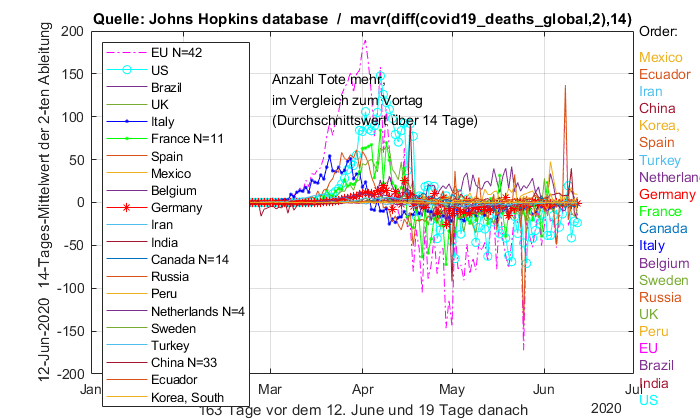 Quelle: Johns Hopkins database / mavr(diff(covid19_deaths_global,2),14)
12-Jun-2020 14-Tages-Mittelwert der 2-ten Ableitung
200
150
100
50
0
-50
-100
-150
-200
EU N=42
US
Brazil
UK
Italy
France N=11
Spain
Mexico
Belgium
Germany
Iran
India
Canada N=14
Russia
Peru
Netherlands N=4
Sweden
Turkey
China N=33
Ecuador
Korea, South
Anzahl Tote mehr,
im Vergleich zum Vortag
(Durchschnittswert über 14 Tage)
Order:
Mexico
Ecuador
Iran
China
Korea,
Spain
Turkey
Netherlan
Germany
France
Canada
Italy
Belgium
Sweden
Russia
UK
Peru
EU
Brazil
India
US
Jan Mar Apr May Jun Jul
2020
163 Tage vor dem 12. June und 19 Tage danach